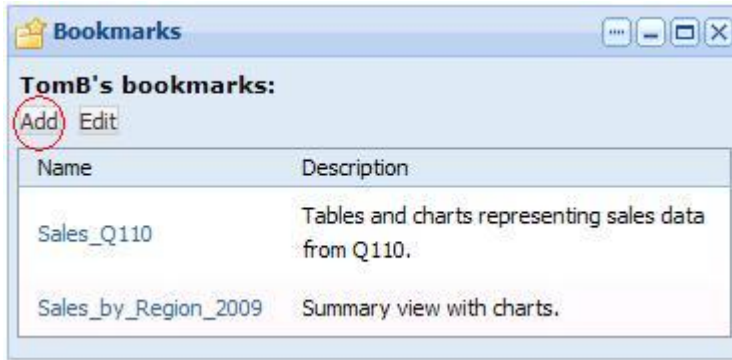 Bookmarks
TomB's bookmarks:
Add Edit
Name Description
Sales_Q110 Tables and charts representing sales data
from Q110.
Sales_by_Region_2009 Summary view with charts.